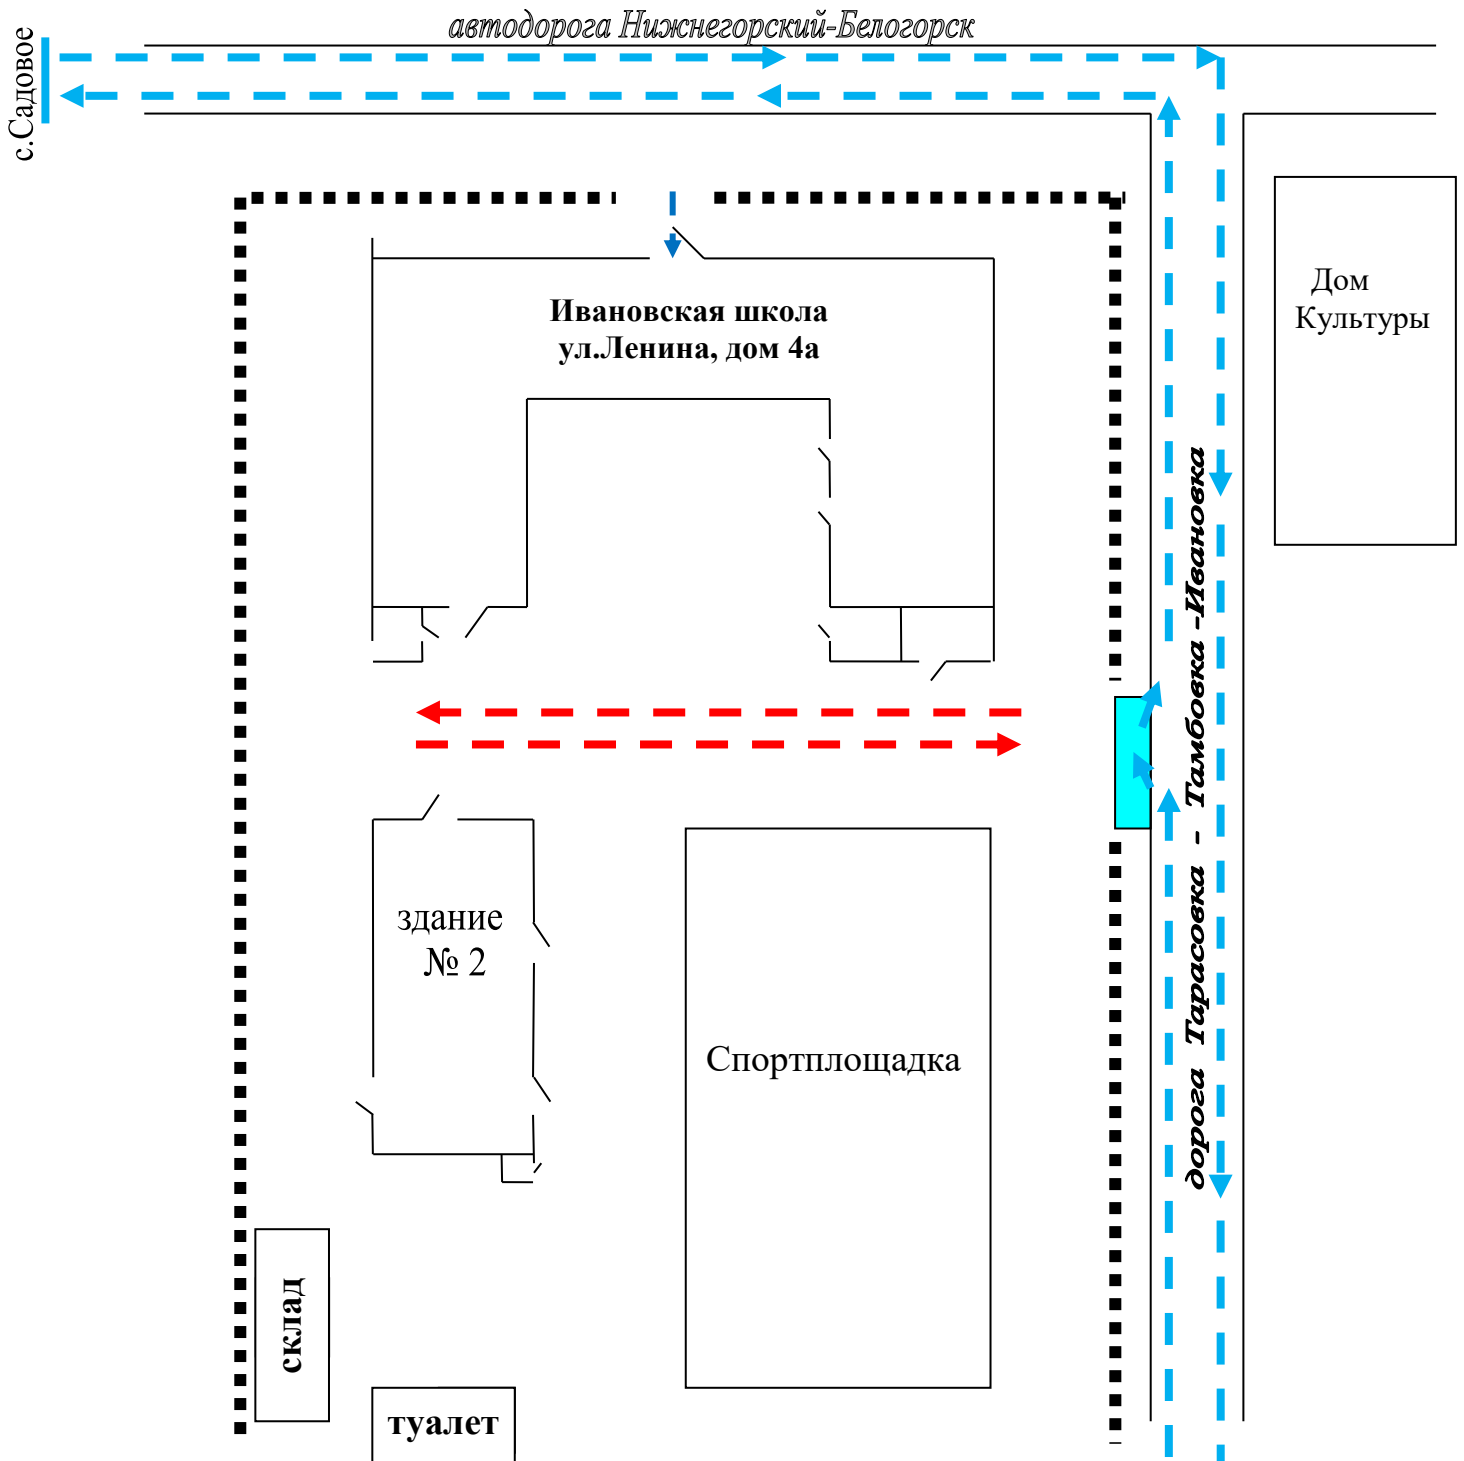 автодорога Нижнегорский-Белогорск
с.Садовое
Ивановская школа
ул.Ленина, дом 4а
Дом
Культуры
дорога Тарасовка - Тамбовка -Ивановка
здание
№ 2
Спортплощадка
склад
туалет